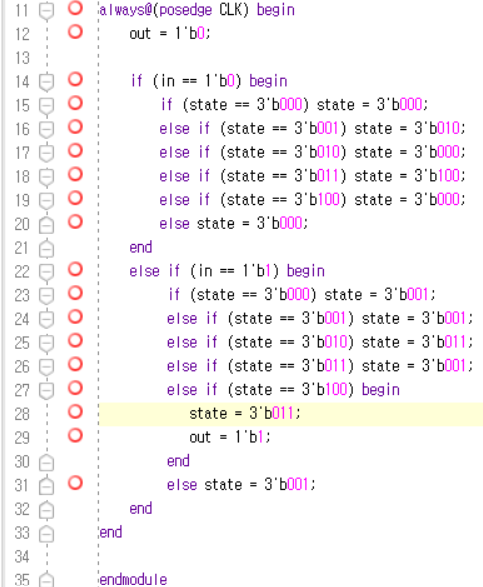 11 always@(posedge CLK) begin
12 out = 1'b0;
13
14 if (in == 1'b0) begin
15 if (state == 3'b000) state = 3'b000;
16 else if (state == 3'b001) state = 3'b010;
17 else if (state == 3'b010) state = 3'b000;
18 else if (state == 3'b011) state = 3'b100;
19 else if (state == 3'b100) state = 3'b000;
20 else state = 3'b000;
21 end
22 else if (in == 1'b1) begin
23 if (state == 3'b000) state = 3'b001;
24 else if (state == 3'b001) state = 3'b001;
25 else if (state == 3'b010) state = 3'b011;
26 else if (state == 3'b011) state = 3'b001;
27 else if (state == 3'b100) begin
28 state = 3'b011;
29 out = 1'b1;
30 end
31 else state = 3'b001;
32 end
33 end
34
35 endmodule